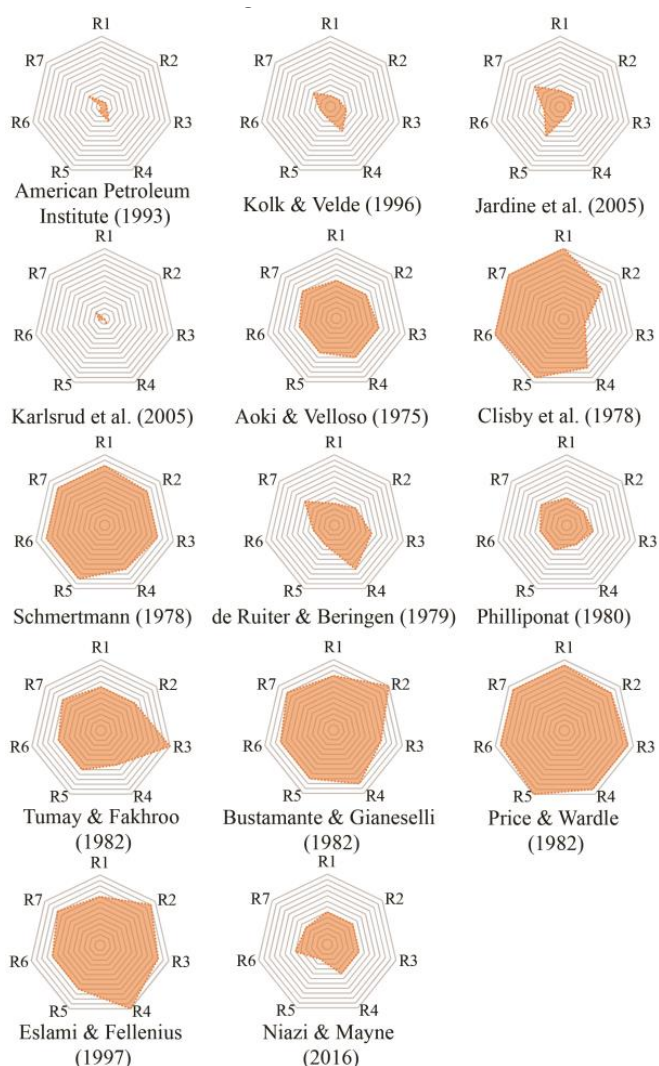 R1 R1 R1
R7 R2 R7 R2 R7 R2
R6 R3 R6 R3 R6 R3
R5 R4 R5 R4 R5 R4
American Petroleum
Institute (1993)
Kolk & Velde (1996)
Jardine et al. (2005)
R1 R1 R1
R7 R2 R7 R2 R7 R2
R6 R3 R6 R3 R6 R3
R5 R4 R5 R4 R5 R4
Karlsrud et al. (2005)
Aoki & Velloso (1975)
Clisby et al. (1978)
R1 R1 R1
R7 R2 R7 R2 R7 R2
R6 R3 R6 R3 R6 R3
R5 R4 R5 R4 R5 R4
Schmertmann (1978)
de Ruiter & Beringen (1979)
Philliponat (1980)
R1 R1 R1
R7 R2 R7 R2 R7 R2
R6 R3 R6 R3 R6 R3
R5 R4 R5 R4 R5 R4
Tumay & Fakhroo
(1982)
Bustamante & Gianeselli
(1982)
Price & Wardle
(1982)
R1 R1
R7 R2 R7 R2
R6 R3 R6 R3
R5 R4 R5 R4
Eslami & Fellenius
(1997)
Niazi & Mayne
(2016)